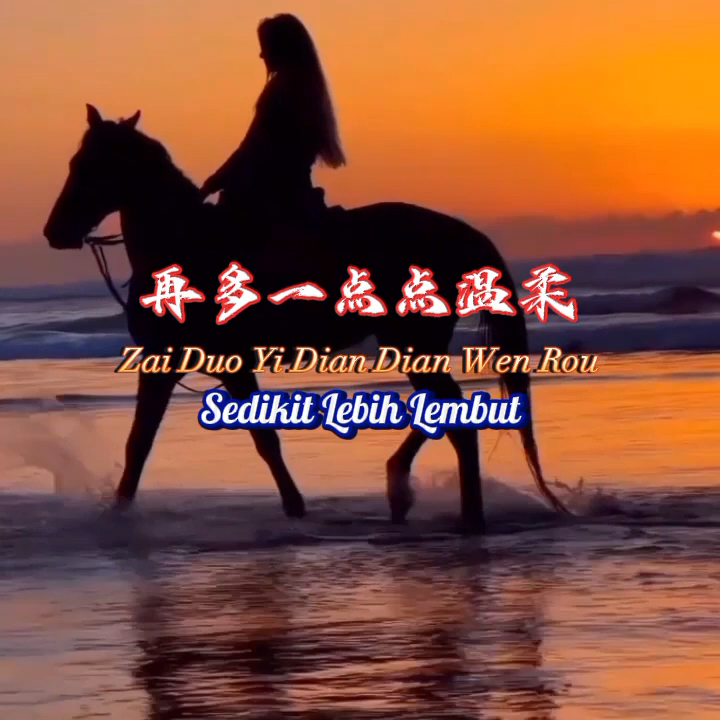 再多一点点温柔
Zai Duo Yi Dian Dian Wen Rou
Sedikit Lebih Lembut